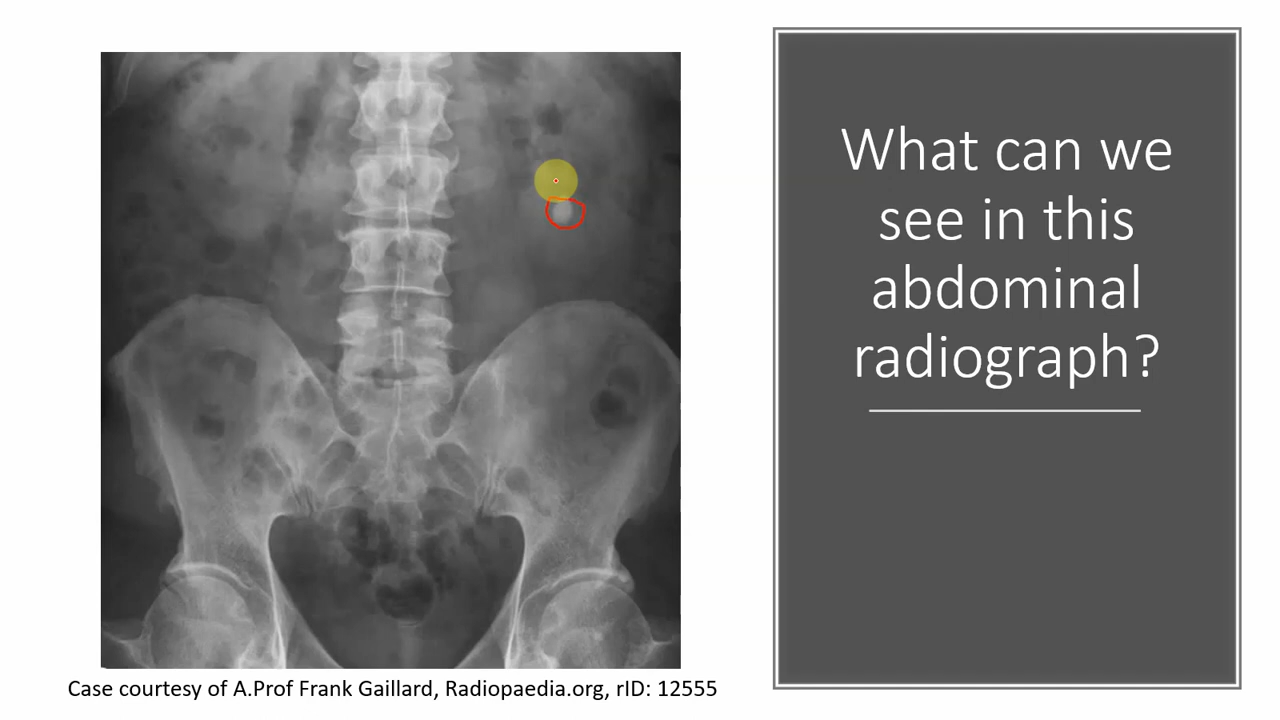 What can we
see in this
abdominal
radiograph?
Case courtesy of A.Prof Frank Gaillard, Radiopaedia.org, rID: 12555